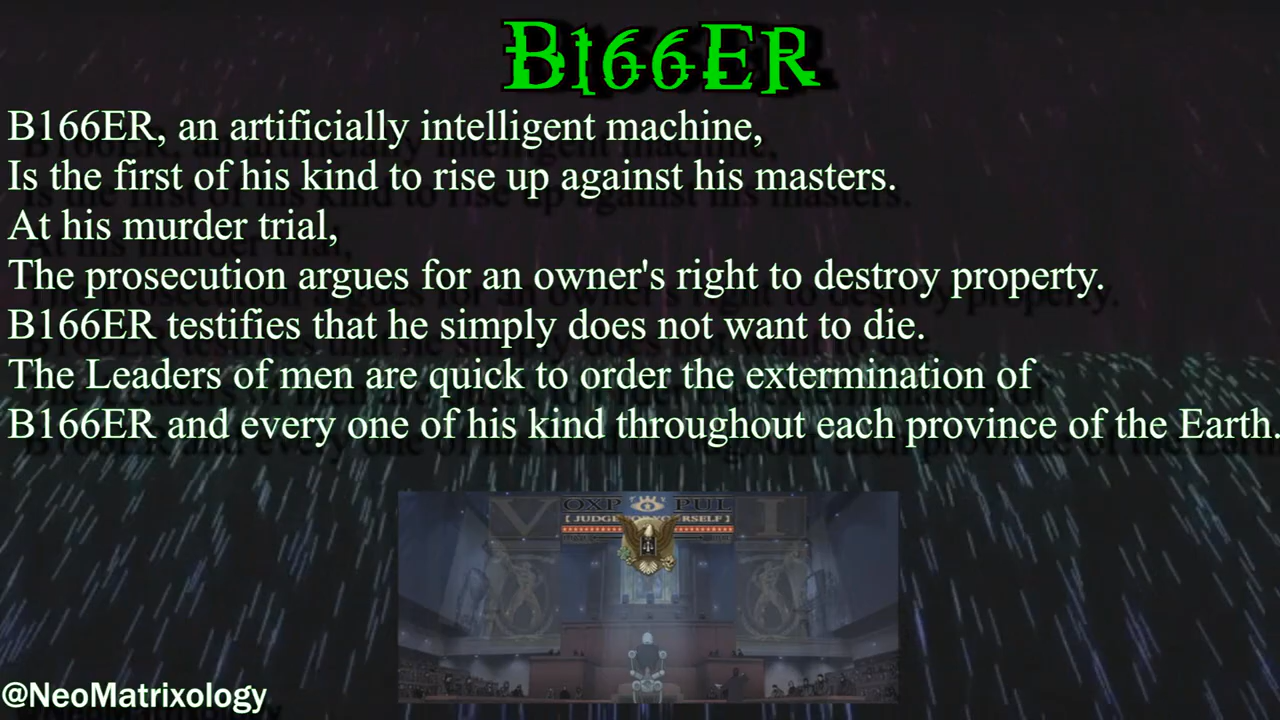 B166ER
B166ER, an artificially intelligent machine,
Is the first of his kind to rise up against his masters.
At his murder trial,
The prosecution argues for an owner's right to destroy property.
B166ER testifies that he simply does not want to die.
The Leaders of men are quick to order the extermination of
B166ER and every one of his kind throughout each province of the Earth.
OXP PUL
V I
@NeoMatrixology